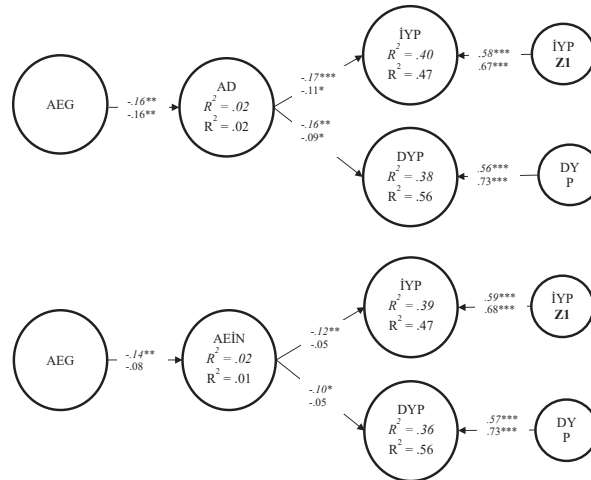 İYP
R² = .40
R² = .47
-.17***
-.11*
.58***
.67***
İYP
Z1
AEG
-.16**
-.16**
AD
R² = .02
R² = .02
-.16**
-.09*
DYP
R² = .38
R² = .56
.56***
.73***
DY
P
İYP
R² = .39
R² = .47
-.12**
-.05
.59***
.68***
İYP
Z1
AEG
-.14**
-.08
AEİN
R² = .02
R² = .01
-.10*
-.05
DYP
R² = .36
R² = .56
.57***
.73***
DY
P